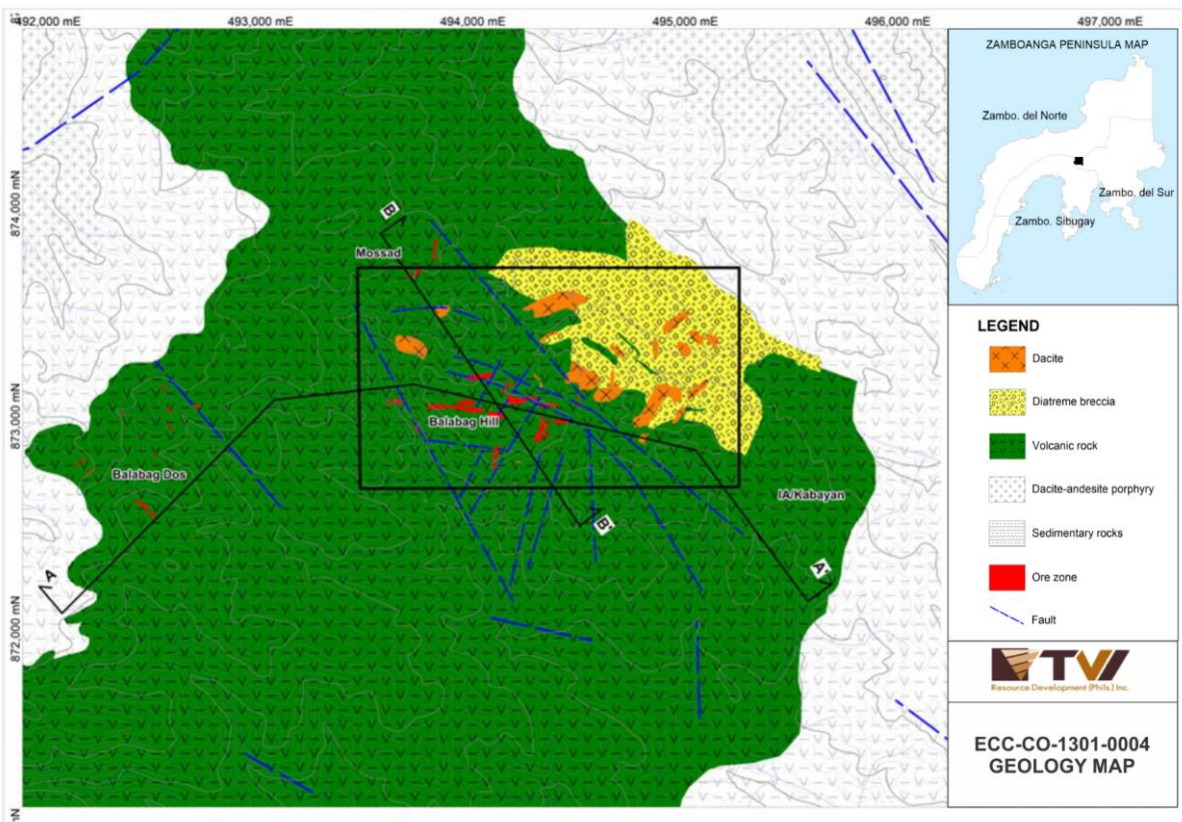 492,000 mE
493,000 mE
494,000 mE
495,000 mE
496,000 mE
497,000 mE
874,000 mN
873,000 mN
872,000 mN
mN
B
Mossad
Balabag Hill
Balabag Dos
IA/Kabayan
B'
A
A'
ZAMBOANGA PENINSULA MAP
Zambo. del Norte
Zambo. del Sur
Zambo. Sibugay
LEGEND
Dacite
Diatreme breccia
Volcanic rock
Dacite-andesite porphyry
Sedimentary rocks
Ore zone
Fault
TVI
Resource Development (Phils.) Inc.
ECC-CO-1301-0004
GEOLOGY MAP